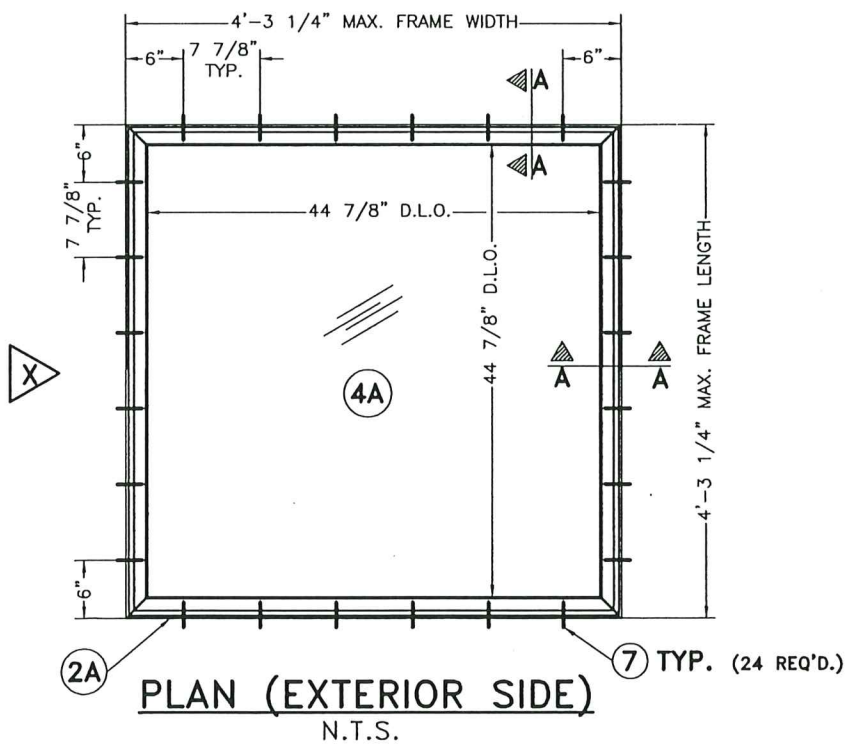 4'-3 1/4" MAX. FRAME WIDTH
6"
7 7/8"
TYP.
6"
A
A
6"
7 7/8"
TYP.
44 7/8" D.L.O.
44 7/8" D.L.O.
4'-3 1/4" MAX. FRAME LENGTH
X
4A
A
A
6"
2A
7 TYP. (24 REQ'D.)
PLAN (EXTERIOR SIDE)
N.T.S.